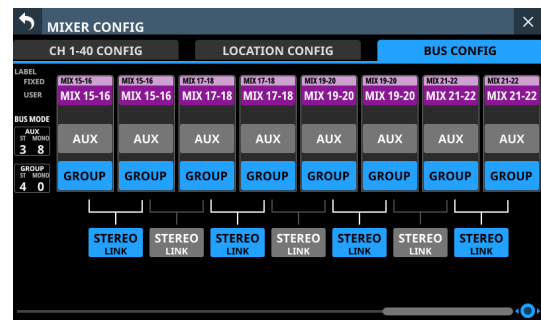 MIXER CONFIG
CH 1-40 CONFIG LOCATION CONFIG BUS CONFIG
LABEL
FIXED MIX 15-16 MIX 15-16 MIX 17-18 MIX 17-18 MIX 19-20 MIX 19-20 MIX 21-22 MIX 21-22
USER MIX 15-16 MIX 15-16 MIX 17-18 MIX 17-18 MIX 19-20 MIX 19-20 MIX 21-22 MIX 21-22
BUS MODE
AUX
ST MONO
3 8
AUX AUX AUX AUX AUX AUX AUX AUX
GROUP
ST MONO
4 0
GROUP GROUP GROUP GROUP GROUP GROUP GROUP GROUP
STEREO STEREO STEREO STEREO STEREO STEREO STEREO
LINK LINK LINK LINK LINK LINK LINK